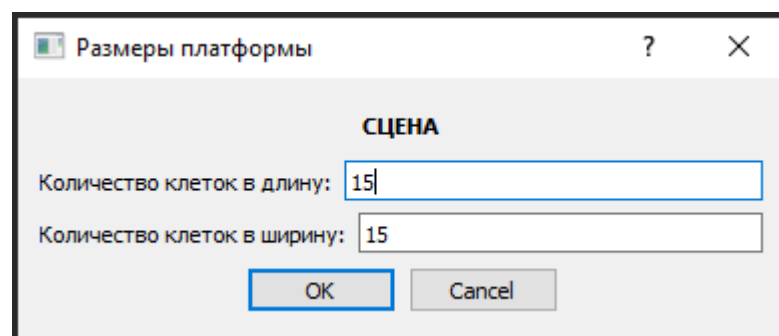 Размеры платформы ?
СЦЕНА
Количество клеток в длину: 15
Количество клеток в ширину: 15
OK Cancel